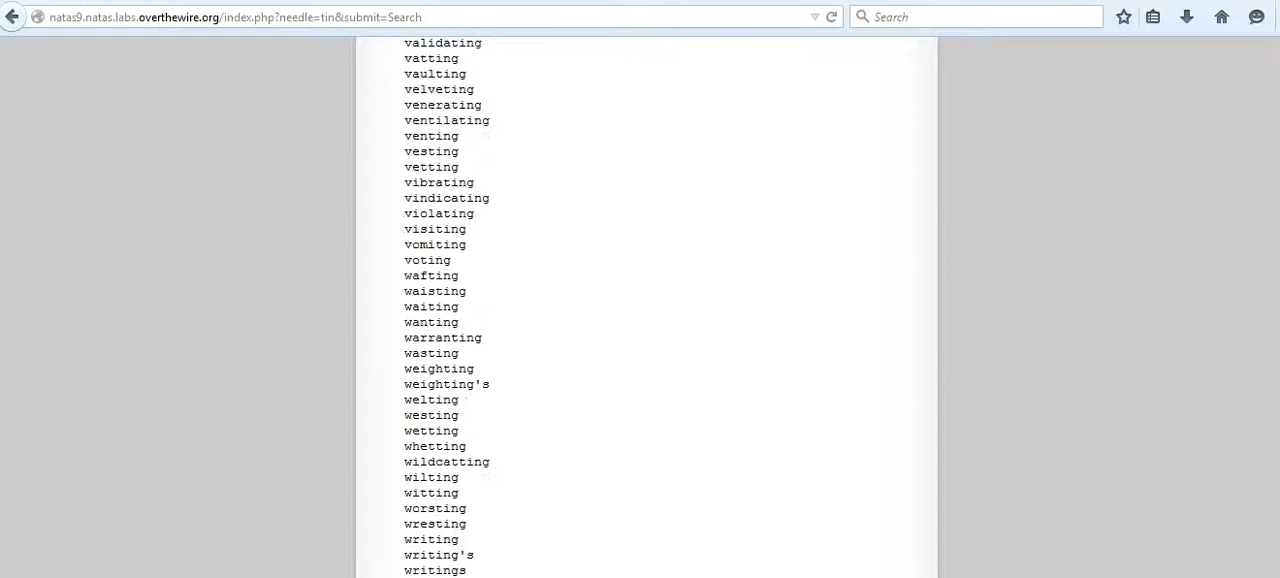 natas9.natas.labs.overthewire.org/index.php?needle=tin&submit=Search
Search
validating
vatting
vaulting
velveting
venerating
ventilating
venting
vesting
vetting
vibrating
vindicating
violating
visiting
vomiting
voting
wafting
waisting
waiting
wanting
warranting
wasting
weighting
weighting's
welting
westing
wetting
whetting
wildcatting
wilting
witting
worsting
wresting
writing
writing's
writings